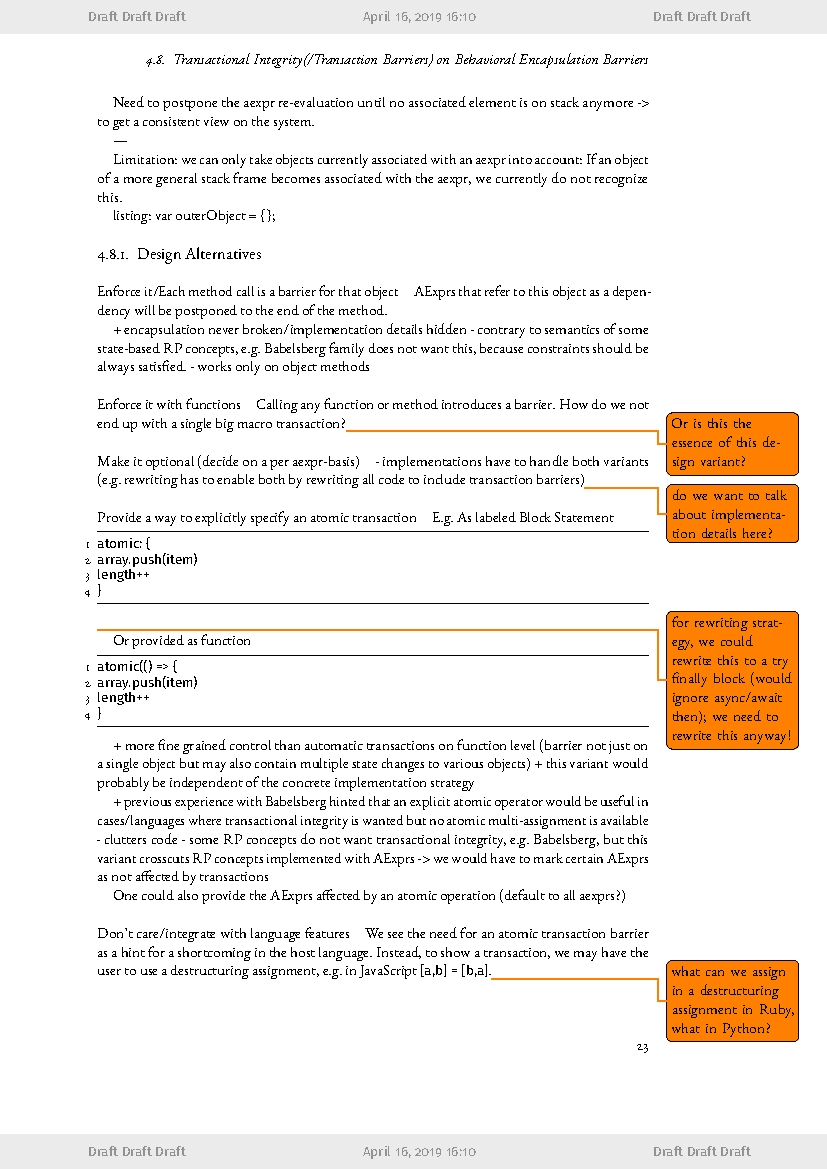 Draft Draft Draft April 16, 2019 16:10 Draft Draft Draft
4.8. Transactional Integrity(/Transaction Barriers) on Behavioral Encapsulation Barriers
Need to postpone the aexpr re-evaluation until no associated element is on stack anymore ->
to get a consistent view on the system.
—
Limitation: we can only take objects currently associated with an aexpr into account: If an object
of a more general stack frame becomes associated with the aexpr, we currently do not recognize
this.
listing: var outerObject = {};
4.8.1. Design Alternatives
Enforce it/Each method call is a barrier for that object AExprs that refer to this object as a depen-
dency will be postponed to the end of the method.
+ encapsulation never broken/implementation details hidden - contrary to semantics of some
state-based RP concepts, e.g. Babelsberg family does not want this, because constraints should be
always satisfied. - works only on object methods
Enforce it with functions Calling any function or method introduces a barrier. How do we not
end up with a single big macro transaction?
Or is this the
essence of this de-
sign variant?
Make it optional (decide on a per aexpr-basis) - implementations have to handle both variants
(e.g. rewriting has to enable both by rewriting all code to include transaction barriers)
do we want to talk
about implementa-
tion details here?
Provide a way to explicitly specify an atomic transaction E.g. As labeled Block Statement
1 atomic: {
2 array.push(item)
3 length++
4 }
for rewriting strat-
egy, we could
rewrite this to a try
finally block (would
ignore async/await
then); we need to
rewrite this anyway!
Or provided as function
1 atomic(() => {
2 array.push(item)
3 length++
4 }
+ more fine grained control than automatic transactions on function level (barrier not just on
a single object but may also contain multiple state changes to various objects) + this variant would
probably be independent of the concrete implementation strategy
+ previous experience with Babelsberg hinted that an explicit atomic operator would be useful in
cases/languages where transactional integrity is wanted but no atomic multi-assignment is available
- clutters code - some RP concepts do not want transactional integrity, e.g. Babelsberg, but this
variant crosscuts RP concepts implemented with AExprs -> we would have to mark certain AExprs
as not affected by transactions
One could also provide the AExprs affected by an atomic operation (default to all aexprs?)
Don't care/integrate with language features We see the need for an atomic transaction barrier
as a hint for a shortcoming in the host language. Instead, to show a transaction, we may have the
user to use a destructuring assignment, e.g. in JavaScript [a,b] = [b,a].
what can we assign
in a destructuring
assignment in Ruby,
what in Python?
23
Draft Draft Draft April 16, 2019 16:10 Draft Draft Draft